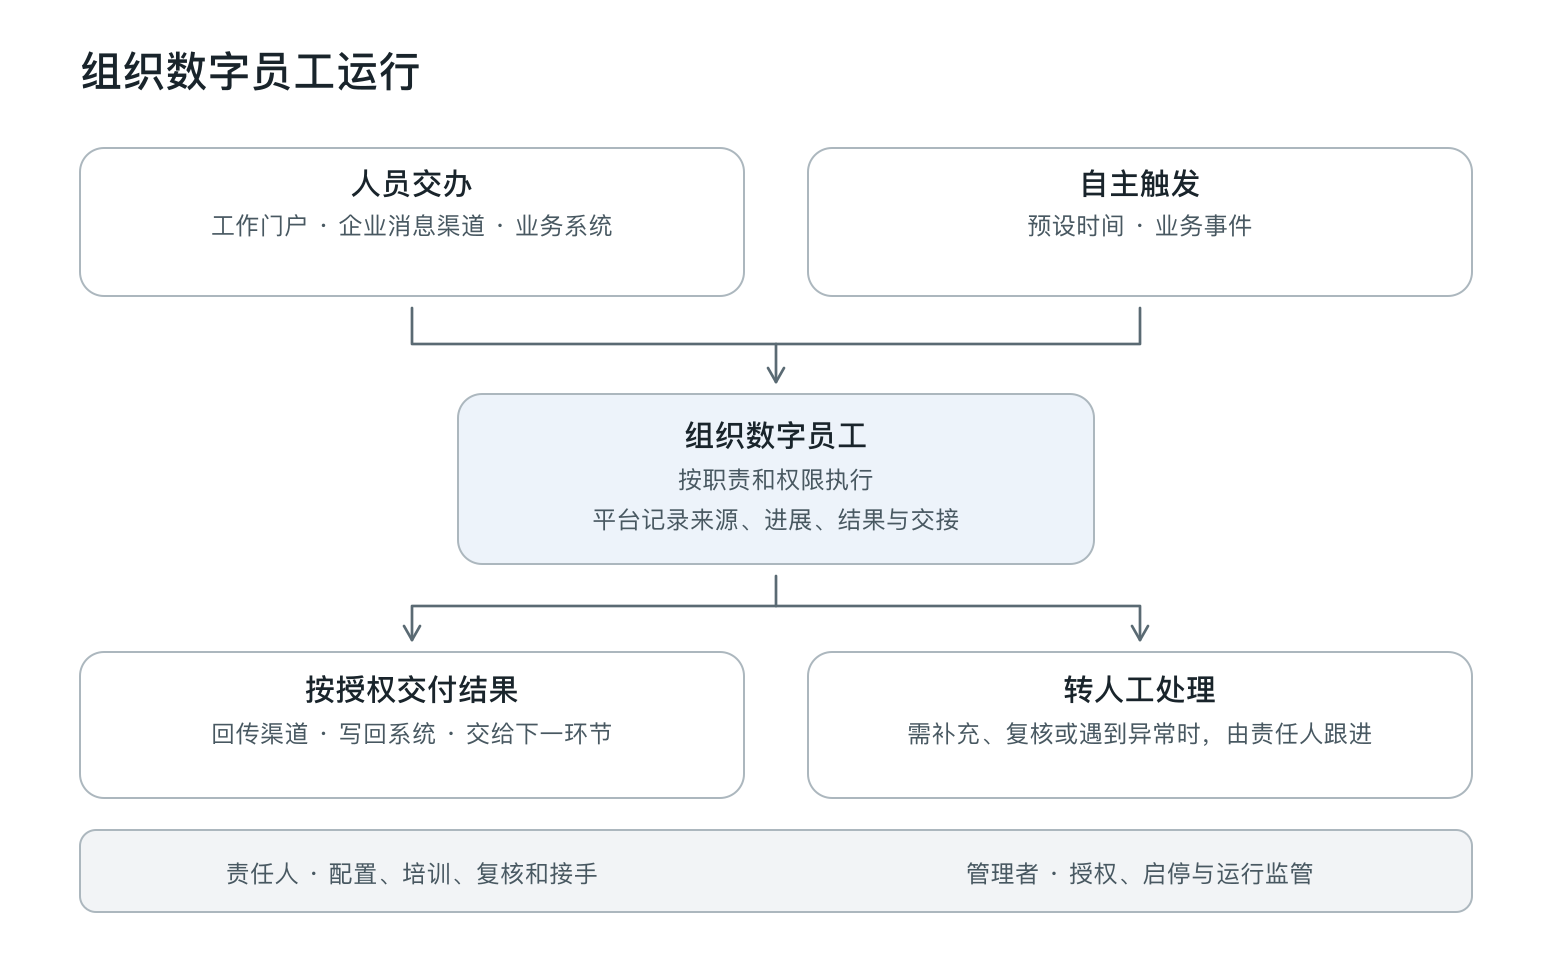 组织数字员工运行
人员交办
工作门户 · 企业消息渠道 · 业务系统
自主触发
预设时间 · 业务事件
组织数字员工
按职责和权限执行
平台记录来源、进展、结果与交接
按授权交付结果
回传渠道 · 写回系统 · 交给下一环节
转人工处理
需补充、复核或遇到异常时，由责任人跟进
责任人 · 配置、培训、复核和接手
管理者 · 授权、启停与运行监管